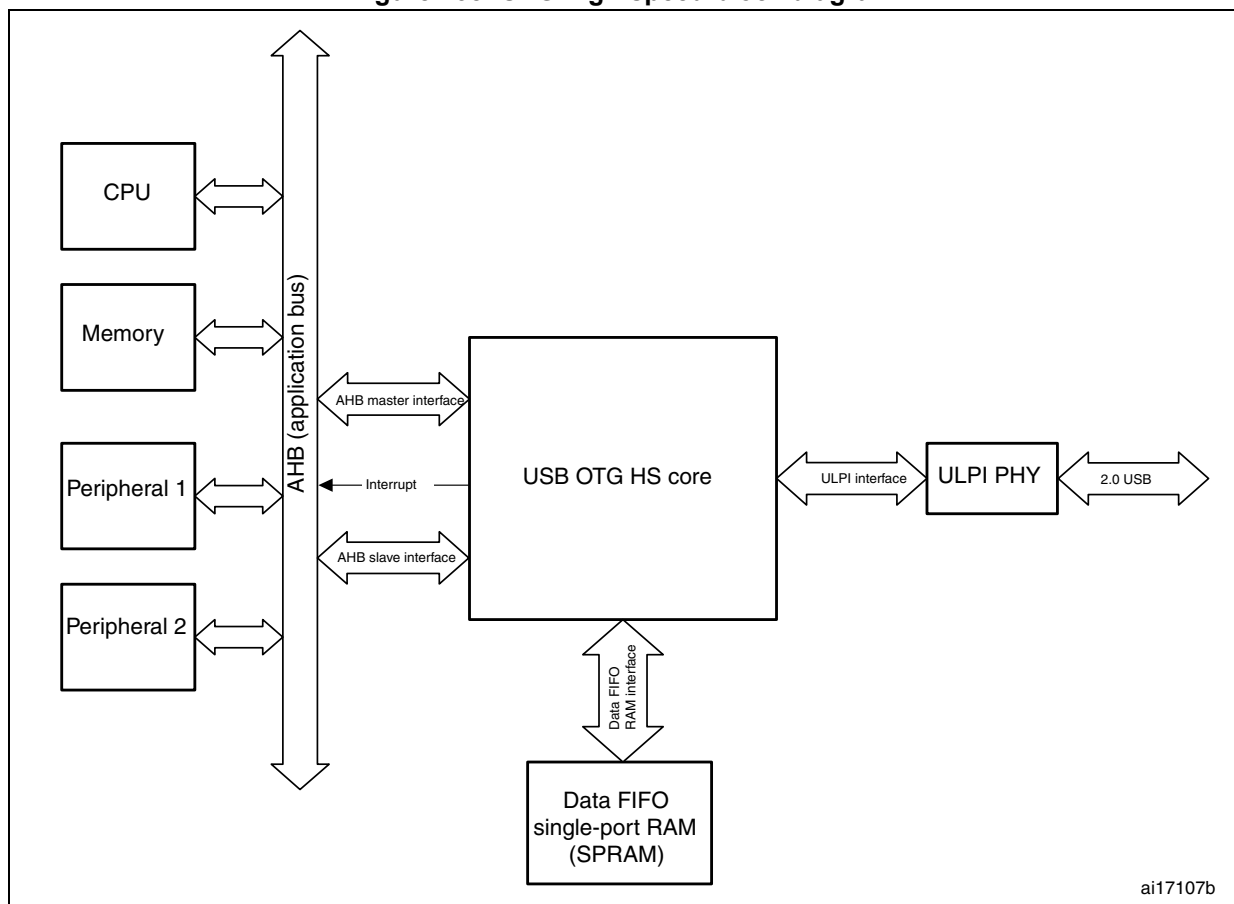 CPU
Memory
Peripheral 1
Peripheral 2
AHB (application bus)
AHB master interface
Interrupt
AHB slave interface
USB OTG HS core
ULPI interface
ULPI PHY
2.0 USB
Data FIFO
RAM interface
Data FIFO
single-port RAM
(SPRAM)
ai17107b